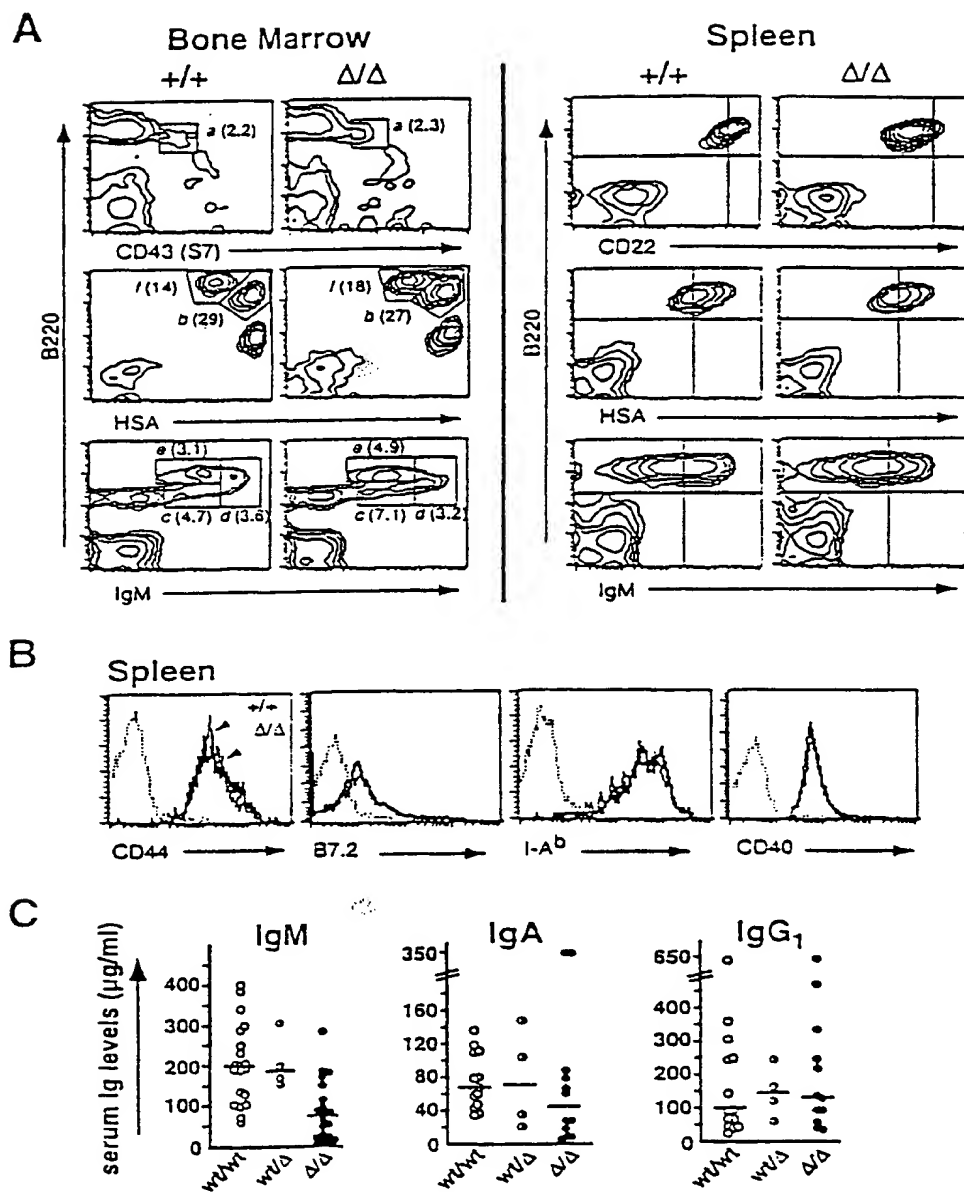 A
Bone Marrow
Spleen
+/+
Δ/Δ
+/+
Δ/Δ
a (2.2)
a (2.3)
CD43 (S7)
CD22
l (14)
b (29)
l (18)
b (27)
HSA
HSA
B220
B220
e (3.1)
c (4.7)
d (3.6)
e (4.9)
c (7.1)
d (3.2)
IgM
IgM
B
Spleen
+/+
Δ/Δ
CD44
B7.2
I-Aᵇ
CD40
C
serum Ig levels (µg/ml)
IgM
IgA
IgG₁
400
300
200
100
0
350
160
120
80
40
0
650
400
300
200
100
0
wt/wt
wt/Δ
Δ/Δ
wt/wt
wt/Δ
Δ/Δ
wt/wt
wt/Δ
Δ/Δ